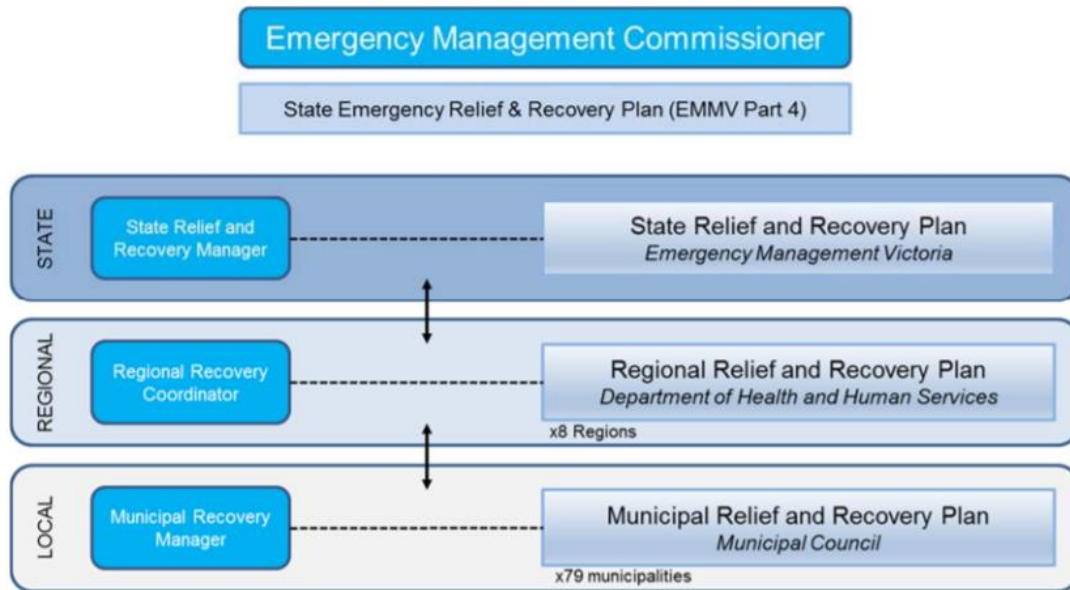 Emergency Management Commissioner
State Emergency Relief & Recovery Plan (EMMV Part 4)
STATE
State Relief and
Recovery Manager
State Relief and Recovery Plan
Emergency Management Victoria
REGIONAL
Regional Recovery
Coordinator
Regional Relief and Recovery Plan
Department of Health and Human Services
x8 Regions
LOCAL
Municipal Recovery
Manager
Municipal Relief and Recovery Plan
Municipal Council
x79 municipalities